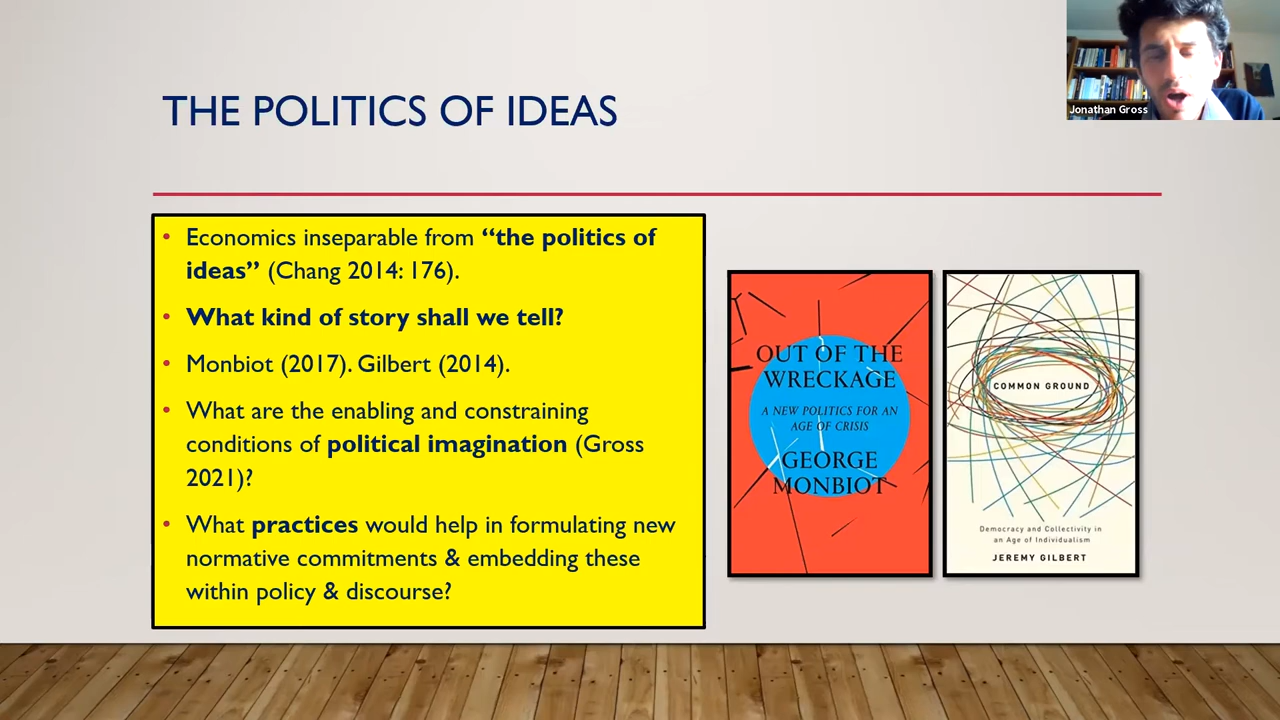 THE POLITICS OF IDEAS
Jonathan Gross
• Economics inseparable from “the politics of
ideas” (Chang 2014: 176).
• What kind of story shall we tell?
• Monbiot (2017). Gilbert (2014).
• What are the enabling and constraining
conditions of political imagination (Gross
2021)?
• What practices would help in formulating new
normative commitments & embedding these
within policy & discourse?
OUT OF THE
WRECKAGE
A NEW POLITICS FOR AN
AGE OF CRISIS
GEORGE
MONBIOT
COMMON GROUND
Democracy and Collectivity in
an Age of Individualism
JEREMY GILBERT